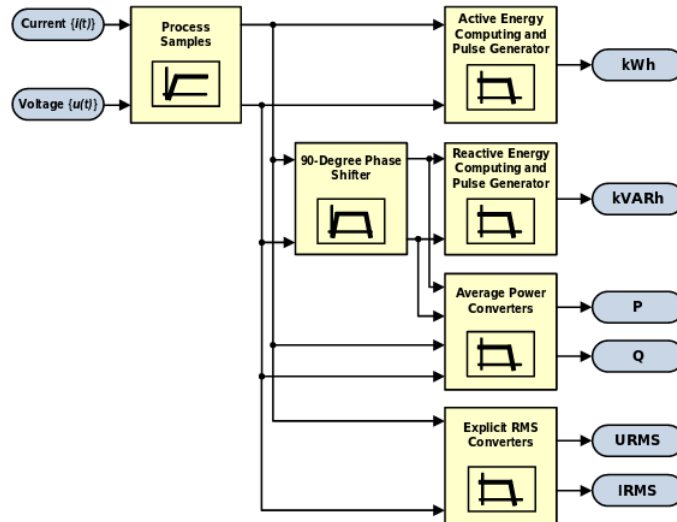 Current {i(t)}
Process
Samples
Active Energy
Computing and
Pulse Generator
kWh
Voltage {u(t)}
90-Degree Phase
Shifter
Reactive Energy
Computing and
Pulse Generator
kVARh
Average Power
Converters
P
Q
Explicit RMS
Converters
URMS
IRMS